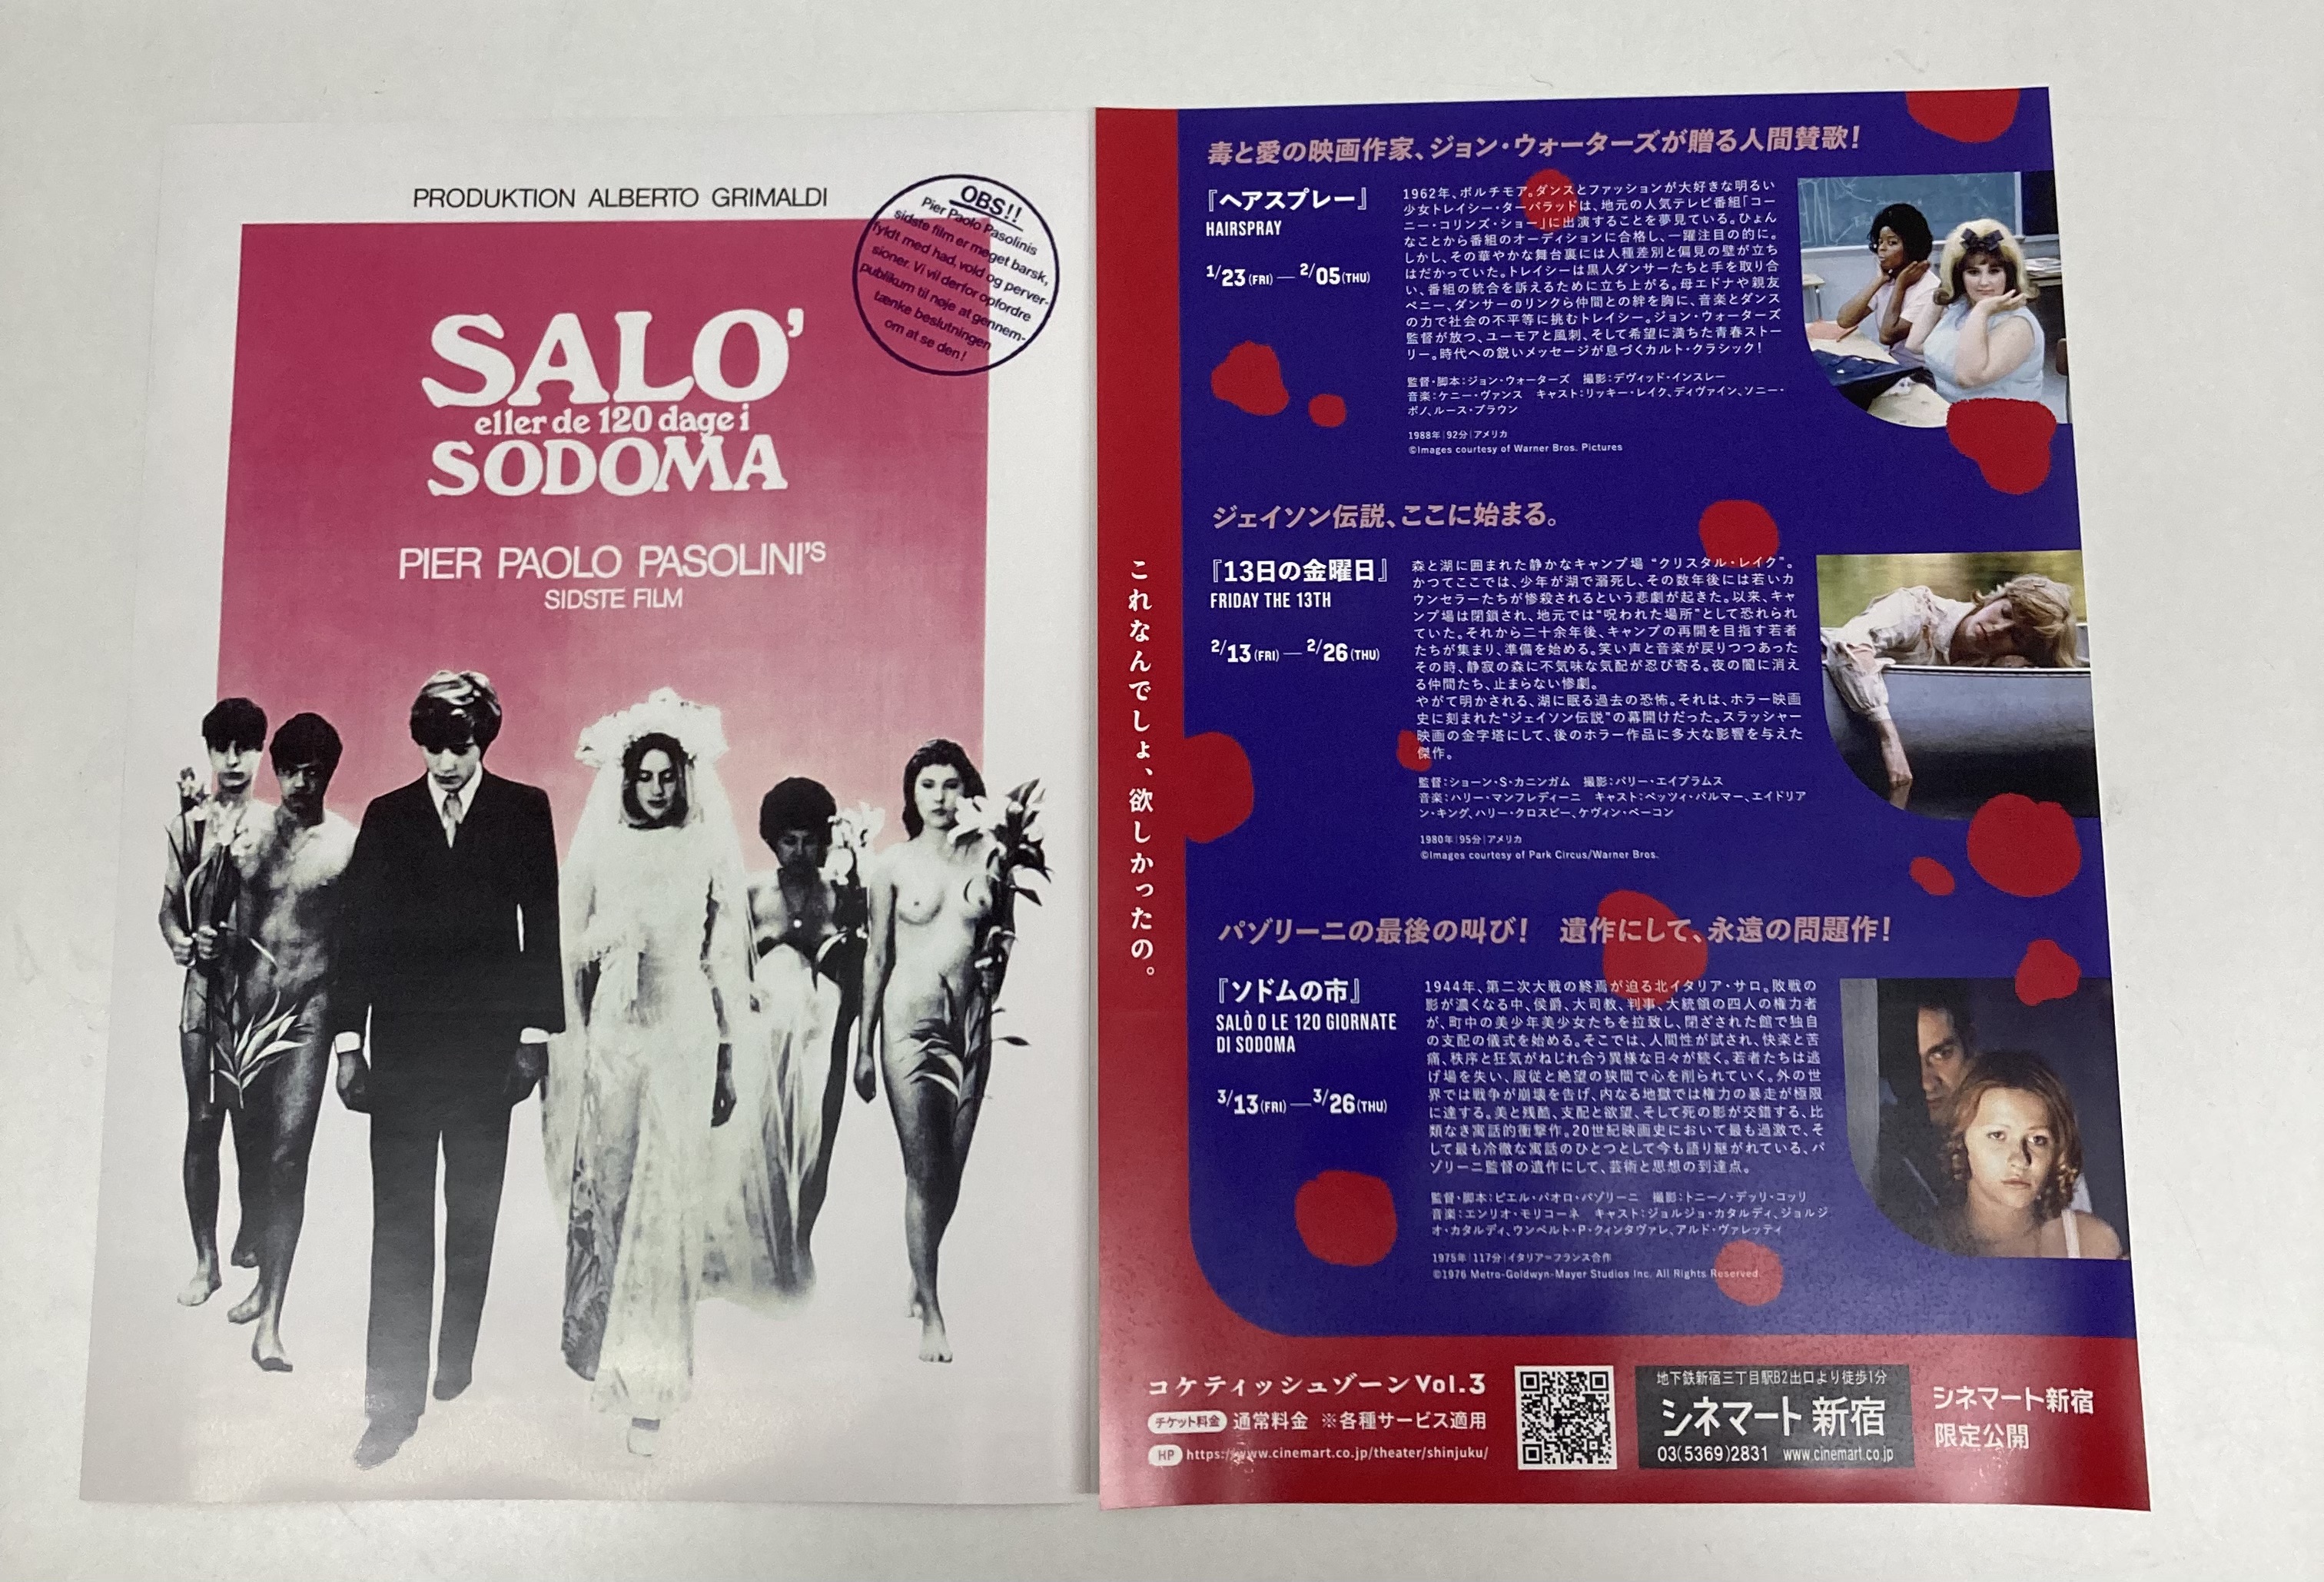 PRODUKTION ALBERTO GRIMALDI
OBS!!
Pier Paolo Pasolinis
sidste film er meget barsk,
fyldt med had, vold og perver-
sioner. Vi vil derfor opfordre
publikum til nøje at gennem-
tænke beslutningen
om at se den!
SALO'
eller de 120 dage i
SODOMA
PIER PAOLO PASOLINI's
SIDSTE FILM
これなんでしょ、欲しかったの。
毒と愛の映画作家、ジョン・ウォーターズが贈る人間賛歌!
『ヘアスプレー』
HAIRSPRAY
1/23(FRI)—2/05(THU)
1962年、ボルチモア。ダンスとファッションが大好きな明るい
少女トレイシー・ターバラッドは、地元の人気テレビ番組「コー
ニー・コリンズ・ショー」に出演することを夢見ている。ひょん
なことから番組のオーディションに合格し、一躍注目の的に。
しかし、その華やかな舞台裏には人種差別と偏見の壁が立ち
はだかっていた。トレイシーは黒人ダンサーたちと手を取り合
い、番組の統合を訴えるために立ち上がる。母エドナや親友
ペニー、ダンサーのリンクら仲間との絆を胸に、音楽とダンス
の力で社会の不平等に挑むトレイシー。ジョン・ウォーターズ
監督が放つ、ユーモアと風刺、そして希望に満ちた青春ストー
リー。時代への鋭いメッセージが息づくカルト・クラシック!
監督・脚本:ジョン・ウォーターズ 撮影:デヴィッド・インスレー
音楽:ケニー・ヴァンス キャスト:リッキー・レイク、ディヴァイン、ソニー・
ボノ、ルース・ブラウン
1988年|92分|アメリカ
©Images courtesy of Warner Bros. Pictures
ジェイソン伝説、ここに始まる。
『13日の金曜日』
FRIDAY THE 13TH
2/13(FRI)—2/26(THU)
森と湖に囲まれた静かなキャンプ場 “クリスタル・レイク”。
かつてここでは、少年が湖で溺死し、その数年後には若いカ
ウンセラーたちが惨殺されるという悲劇が起きた。以来、キャ
ンプ場は閉鎖され、地元では“呪われた場所”として恐れられ
ていた。それから二十余年後、キャンプの再開を目指す若者
たちが集まり、準備を始める。笑い声と音楽が戻りつつあった
その時、静寂の森に不気味な気配が忍び寄る。夜の闇に消え
る仲間たち、止まらない惨劇。
やがて明かされる、湖に眠る過去の恐怖。それは、ホラー映画
史に刻まれた“ジェイソン伝説”の幕開けだった。スラッシャー
映画の金字塔にして、後のホラー作品に多大な影響を与えた
傑作。
監督:ショーン・S・カニンガム 撮影:バリー・エイブラムス
音楽:ハリー・マンフレディーニ キャスト:ベッツィ・パルマー、エイドリア
ン・キング、ハリー・クロスビー、ケヴィン・ベーコン
1980年|95分|アメリカ
©Images courtesy of Park Circus/Warner Bros.
パゾリーニの最後の叫び! 遺作にして、永遠の問題作!
『ソドムの市』
SALÒ O LE 120 GIORNATE
DI SODOMA
3/13(FRI)—3/26(THU)
1944年、第二次大戦の終焉が迫る北イタリア・サロ。敗戦の
影が濃くなる中、侯爵、大司教、判事、大統領の四人の権力者
が、町中の美少年美少女たちを拉致し、閉ざされた館で独自
の支配の儀式を始める。そこでは、人間性が試され、快楽と苦
痛、秩序と狂気がねじれ合う異様な日々が続く。若者たちは逃
げ場を失い、服従と絶望の狭間で心を削られていく。外の世
界では戦争が崩壊を告げ、内なる地獄では権力の暴走が極限
に達する。美と残酷、支配と欲望、そして死の影が交錯する、比
類なき寓話的衝撃作。20世紀映画史において最も過激で、そ
して最も冷徹な寓話のひとつとして今も語り継がれている、パ
ゾリーニ監督の遺作にして、芸術と思想の到達点。
監督・脚本:ピエル・パオロ・パゾリーニ 撮影:トニーノ・デッリ・コッリ
音楽:エンリオ・モリコーネ キャスト:ジョルジョ・カタルディ、ジョルジ
オ・カタルディ、ウンベルト・P・クィンタヴァレ、アルド・ヴァレッティ
1975年|117分|イタリア=フランス合作
©1976 Metro-Goldwyn-Mayer Studios Inc. All Rights Reserved.
コケティッシュゾーンVol.3
チケット料金 通常料金 ※各種サービス適用
HP https://www.cinemart.co.jp/theater/shinjuku/
地下鉄新宿三丁目駅B2出口より徒歩1分
シネマート新宿
03(5369)2831 www.cinemart.co.jp
シネマート新宿
限定公開